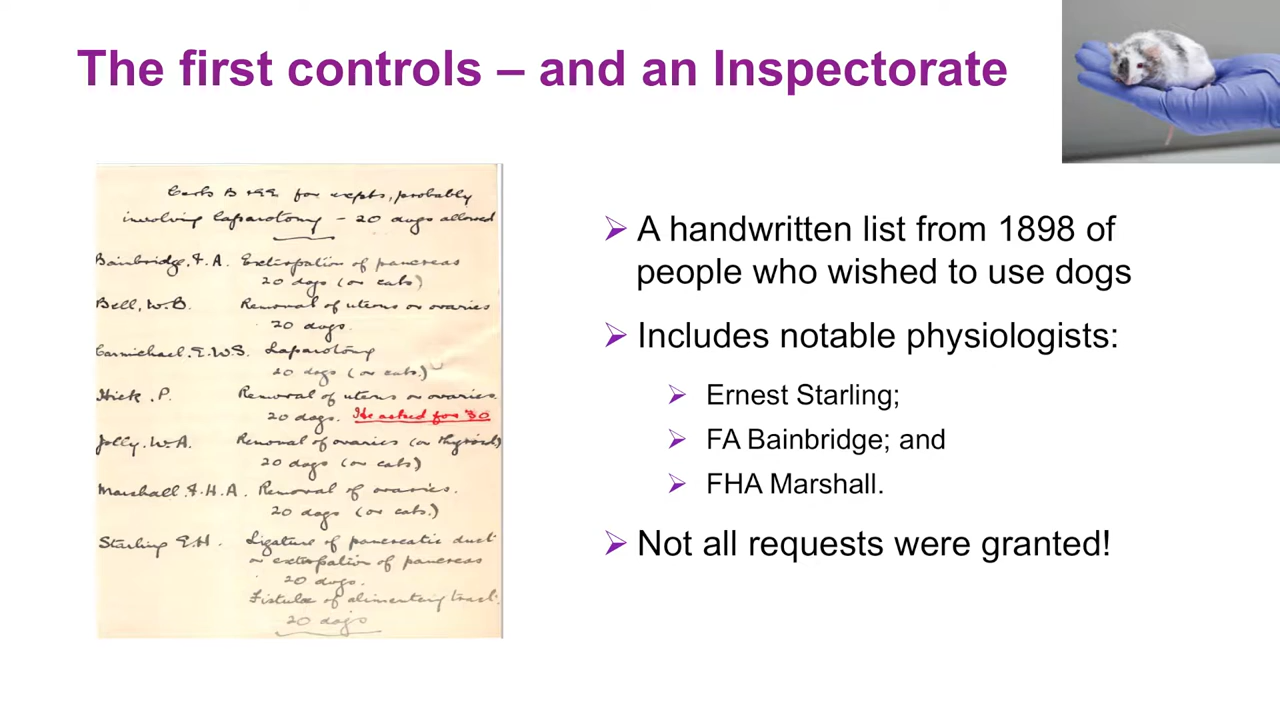 The first controls – and an Inspectorate
Certs B + EE for expts, probably
involving laparotomy – 20 dogs allowed
Bainbridge, F.A. Extirpation of pancreas
20 dogs (or cats)
Bell, W.B. Removal of uterus or ovaries
20 dogs.
Carmichael, E.W.S. Laparotomy
20 dogs (or cats.)
Hick, P. Removal of uterus or ovaries.
20 dogs. He asked for 30
Jolly, W.A. Removal of ovaries (or thyroid)
20 dogs (or cats)
Marshall, F.H.A. Removal of ovaries.
20 dogs (or cats.)
Starling E.H. Ligature of pancreatic duct
or extirpation of pancreas
20 dogs.
Fistulae of alimentary tract.
20 dogs
➢ A handwritten list from 1898 of
people who wished to use dogs
➢ Includes notable physiologists:
➢ Ernest Starling;
➢ FA Bainbridge; and
➢ FHA Marshall.
➢ Not all requests were granted!